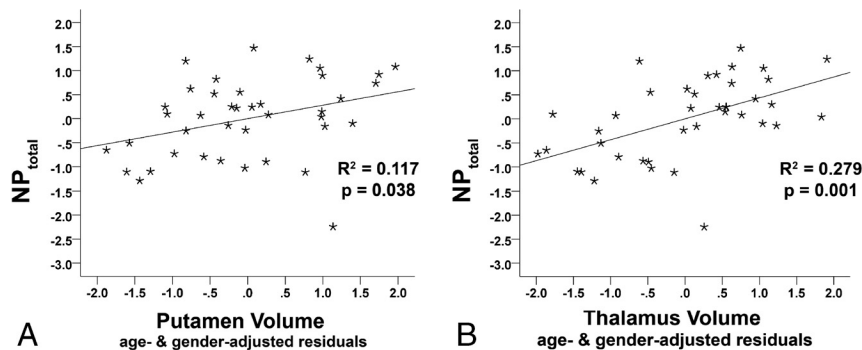 2.0
1.5
1.0
.5
.0
-.5
-1.0
-1.5
-2.0
-2.5
-3.0
NPtotal
R² = 0.117
p = 0.038
-2.0 -1.5 -1.0 -.5 .0 .5 1.0 1.5 2.0
Putamen Volume
age- & gender-adjusted residuals
A
2.0
1.5
1.0
.5
.0
-.5
-1.0
-1.5
-2.0
-2.5
-3.0
NPtotal
R² = 0.279
p = 0.001
-2.0 -1.5 -1.0 -.5 .0 .5 1.0 1.5 2.0
Thalamus Volume
age- & gender-adjusted residuals
B